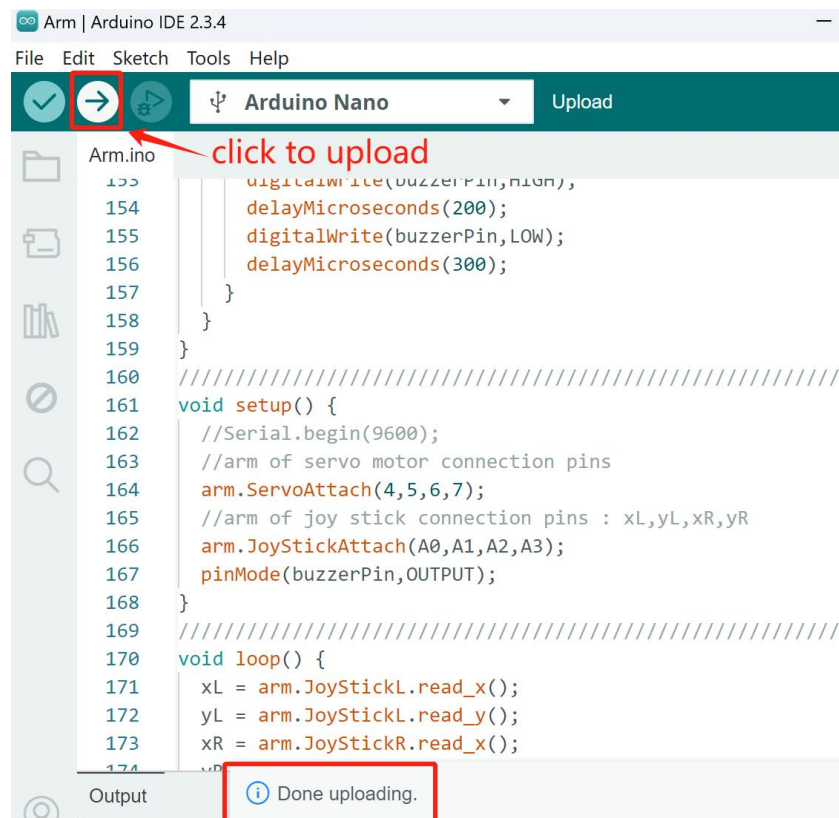 Arm | Arduino IDE 2.3.4
File Edit Sketch Tools Help
Arduino Nano Upload
Arm.ino click to upload
153 digitalWrite(buzzerPin,HIGH);
154 delayMicroseconds(200);
155 digitalWrite(buzzerPin,LOW);
156 delayMicroseconds(300);
157 }
158 }
159 }
160 //////////////////////////////////////////////////////////
161 void setup() {
162 //Serial.begin(9600);
163 //arm of servo motor connection pins
164 arm.ServoAttach(4,5,6,7);
165 //arm of joy stick connection pins : xL,yL,xR,yR
166 arm.JoyStickAttach(A0,A1,A2,A3);
167 pinMode(buzzerPin,OUTPUT);
168 }
169 //////////////////////////////////////////////////////////
170 void loop() {
171 xL = arm.JoyStickL.read_x();
172 yL = arm.JoyStickL.read_y();
173 xR = arm.JoyStickR.read_x();
174
Output Done uploading.